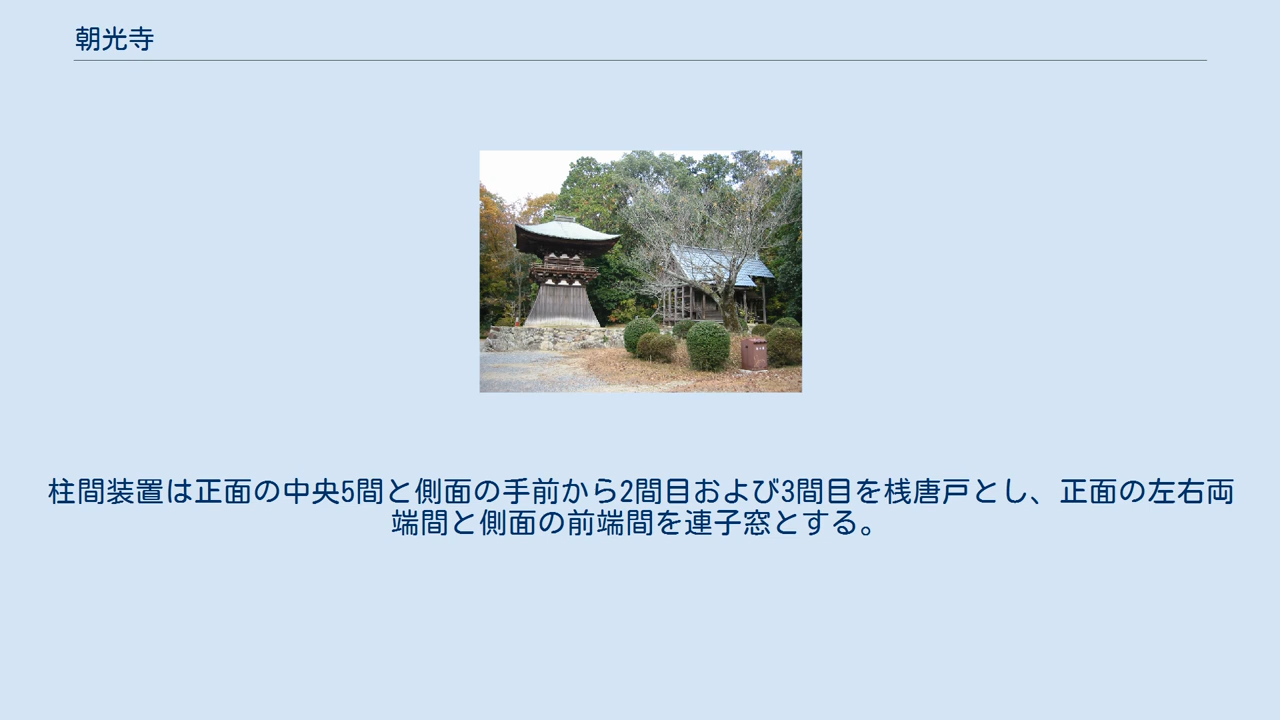 朝光寺
柱間装置は正面の中央5間と側面の手前から2間目および3間目を桟唐戸とし、正面の左右両
端間と側面の前端間を連子窓とする。